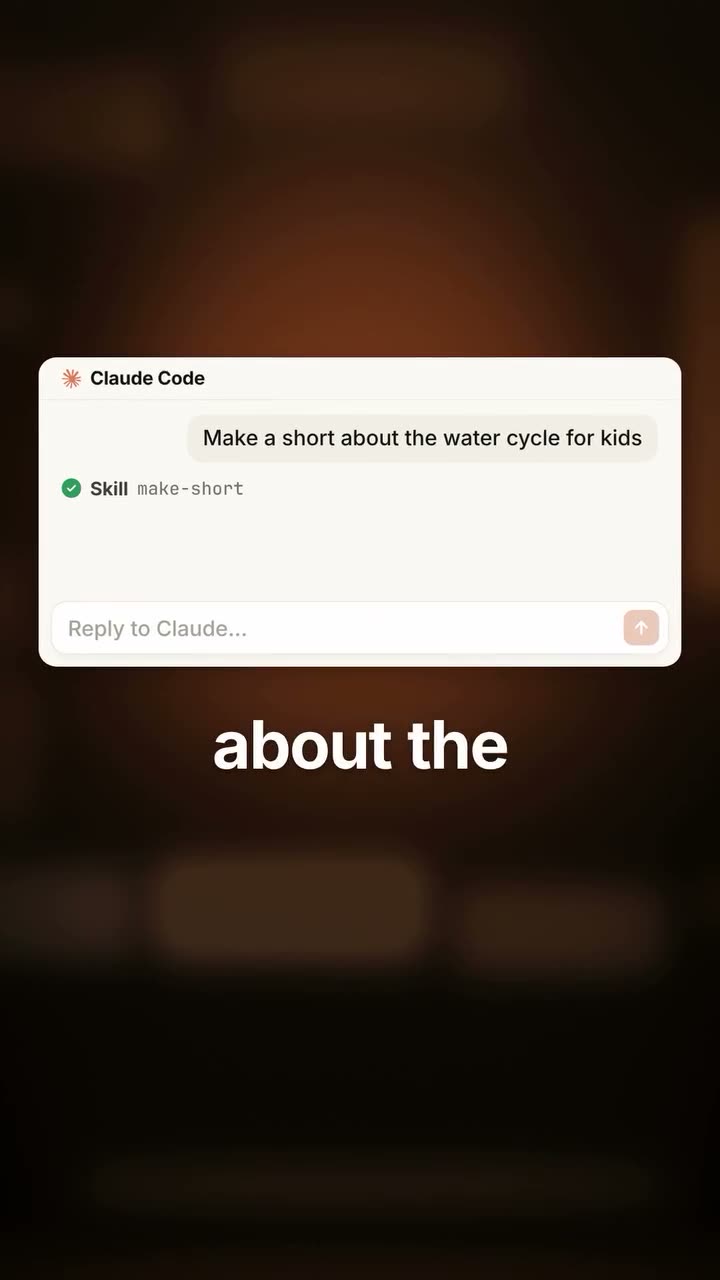 Claude Code
Make a short about the water cycle for kids
Skill make-short
Reply to Claude...
about the